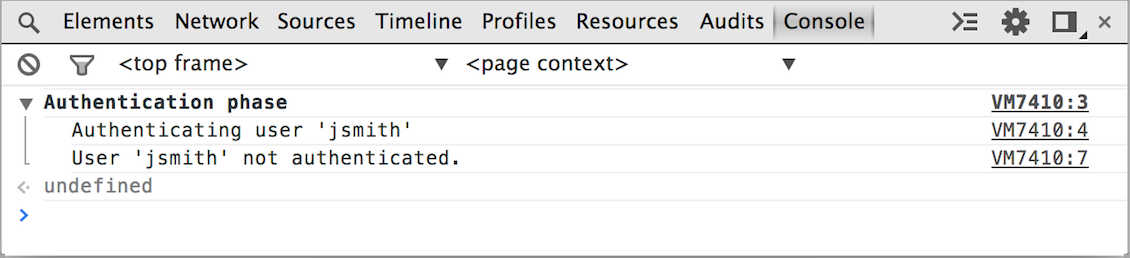 Elements Network Sources Timeline Profiles Resources Audits Console
<top frame> <page context>
Authentication phase VM7410:3
Authenticating user 'jsmith' VM7410:4
User 'jsmith' not authenticated. VM7410:7
undefined